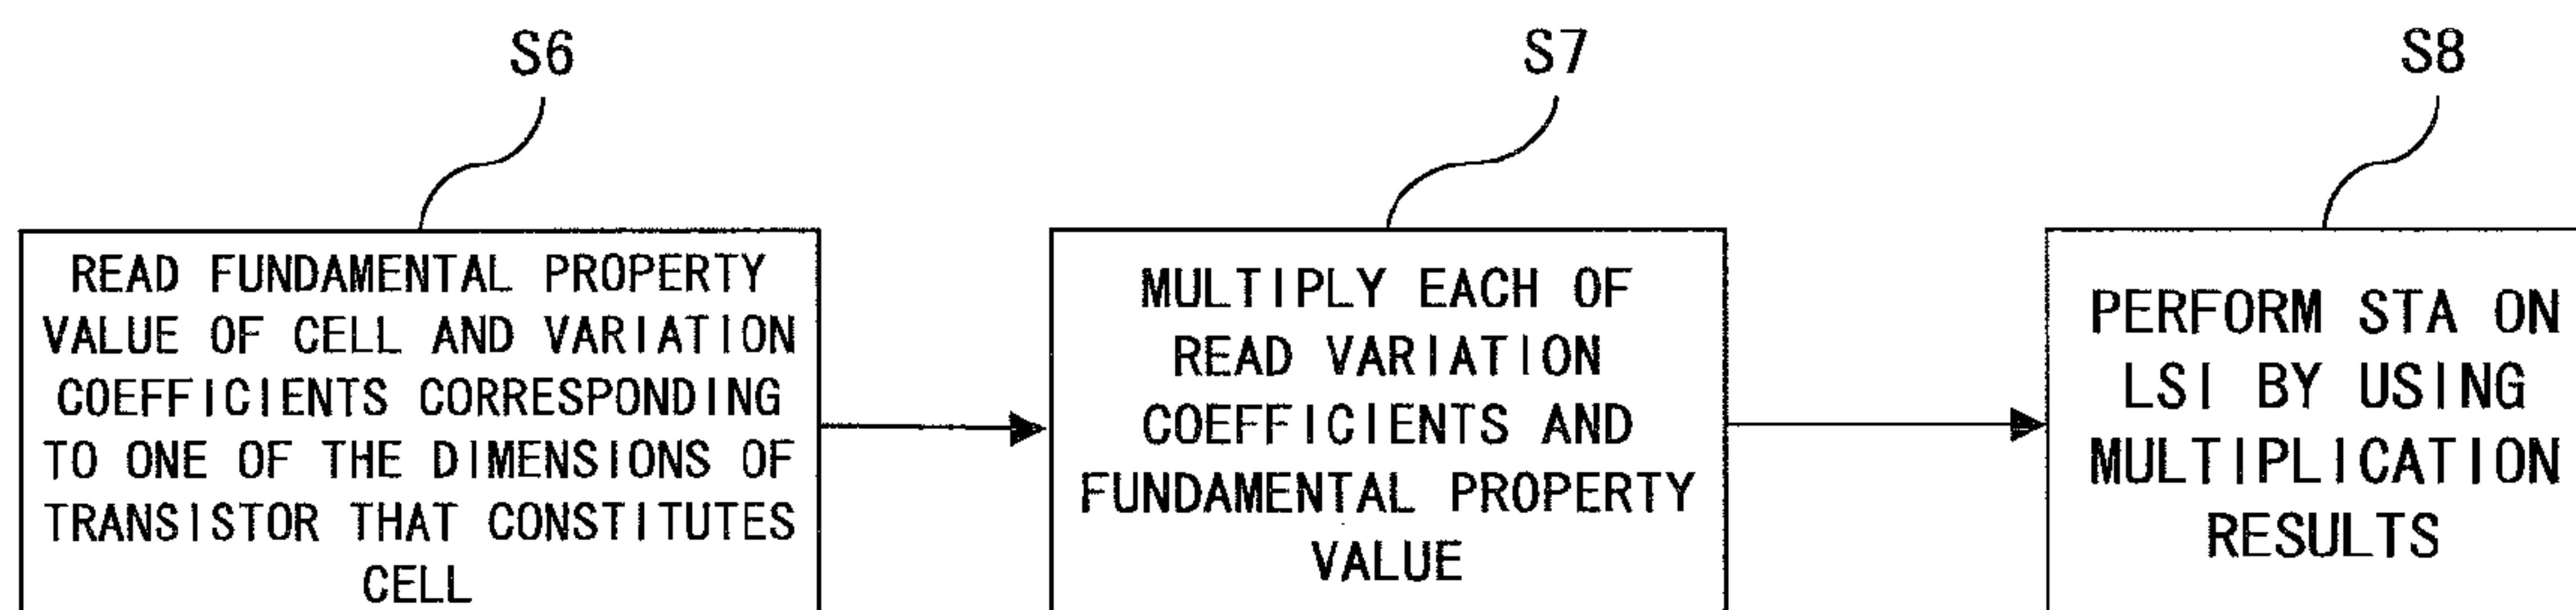 S6
READ FUNDAMENTAL PROPERTY
VALUE OF CELL AND VARIATION
COEFFICIENTS CORRESPONDING
TO ONE OF THE DIMENSIONS OF
TRANSISTOR THAT CONSTITUTES
CELL
S7
MULTIPLY EACH OF
READ VARIATION
COEFFICIENTS AND
FUNDAMENTAL PROPERTY
VALUE
S8
PERFORM STA ON
LSI BY USING
MULTIPLICATION
RESULTS